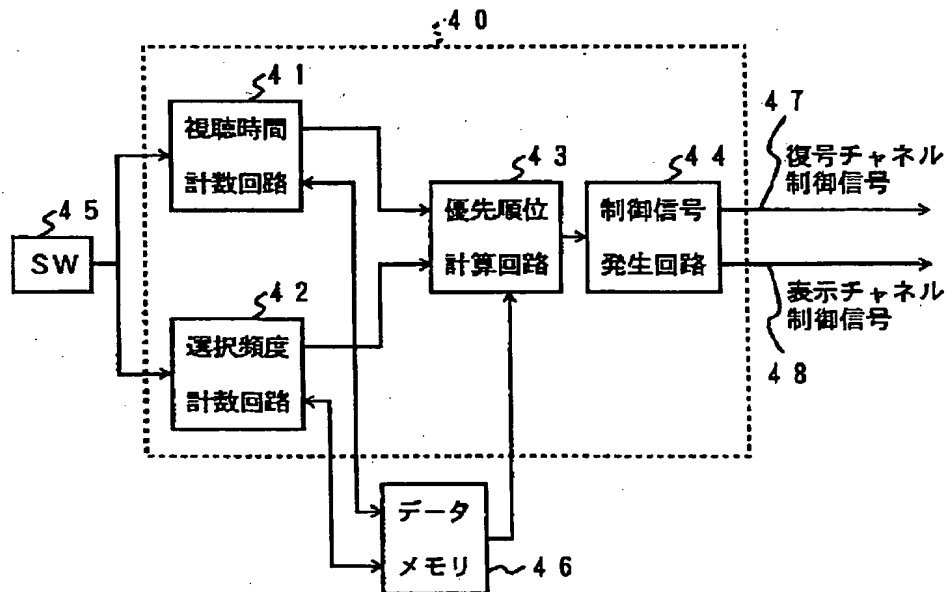 40
41
視聴時間
計数回路
45
SW
42
選択頻度
計数回路
43
優先順位
計算回路
44
制御信号
発生回路
47
復号チャネル
制御信号
表示チャネル
制御信号
48
データ
メモリ
46